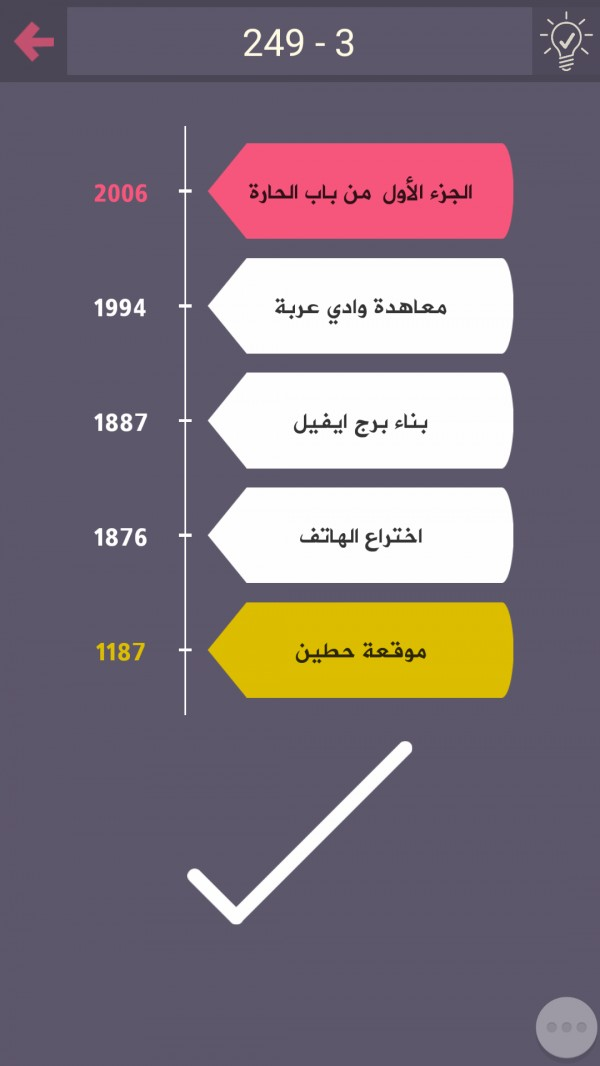 249 - 3
2006 الجزء الأول من باب الحارة
1994 معاهدة وادي عربة
1887 بناء برج ايفيل
1876 اختراع الهاتف
1187 موقعة حطين